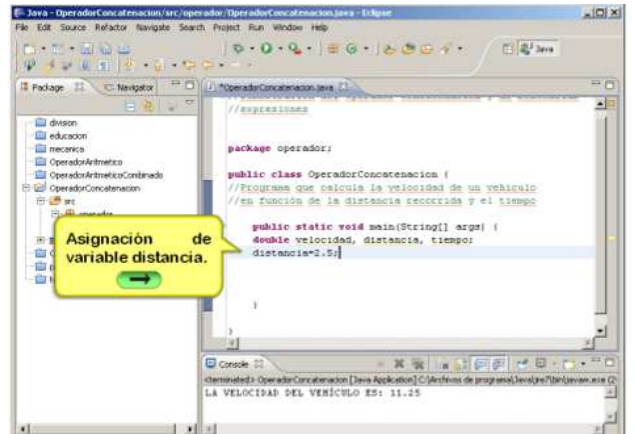 Java - OperadorConcatenacion/src/operador/OperadorConcatenacion.java - Eclipse
File Edit Source Refactor Navigate Search Project Run Window Help
Java
Package
Navigator
*OperadorConcatenacion.java
division
educacion
mecanica
OperadorAritmetico
OperadorAritmeticoCombinado
OperadorConcatenacion
src
operador
//expresiones
package operador;
public class OperadorConcatenacion {
//Programa que calcula la velocidad de un vehiculo
//en función de la distancia recorrida y el tiempo
public static void main(String[] args) {
double velocidad, distancia, tiempo;
distancia=2.5;
}
}
Asignación de
variable distancia.
Console
<terminated> OperadorConcatenacion [Java Application] C:\Archivos de programa\Java\jre7\bin\javaw.exe (2
LA VELOCIDAD DEL VEHÍCULO ES: 11.25